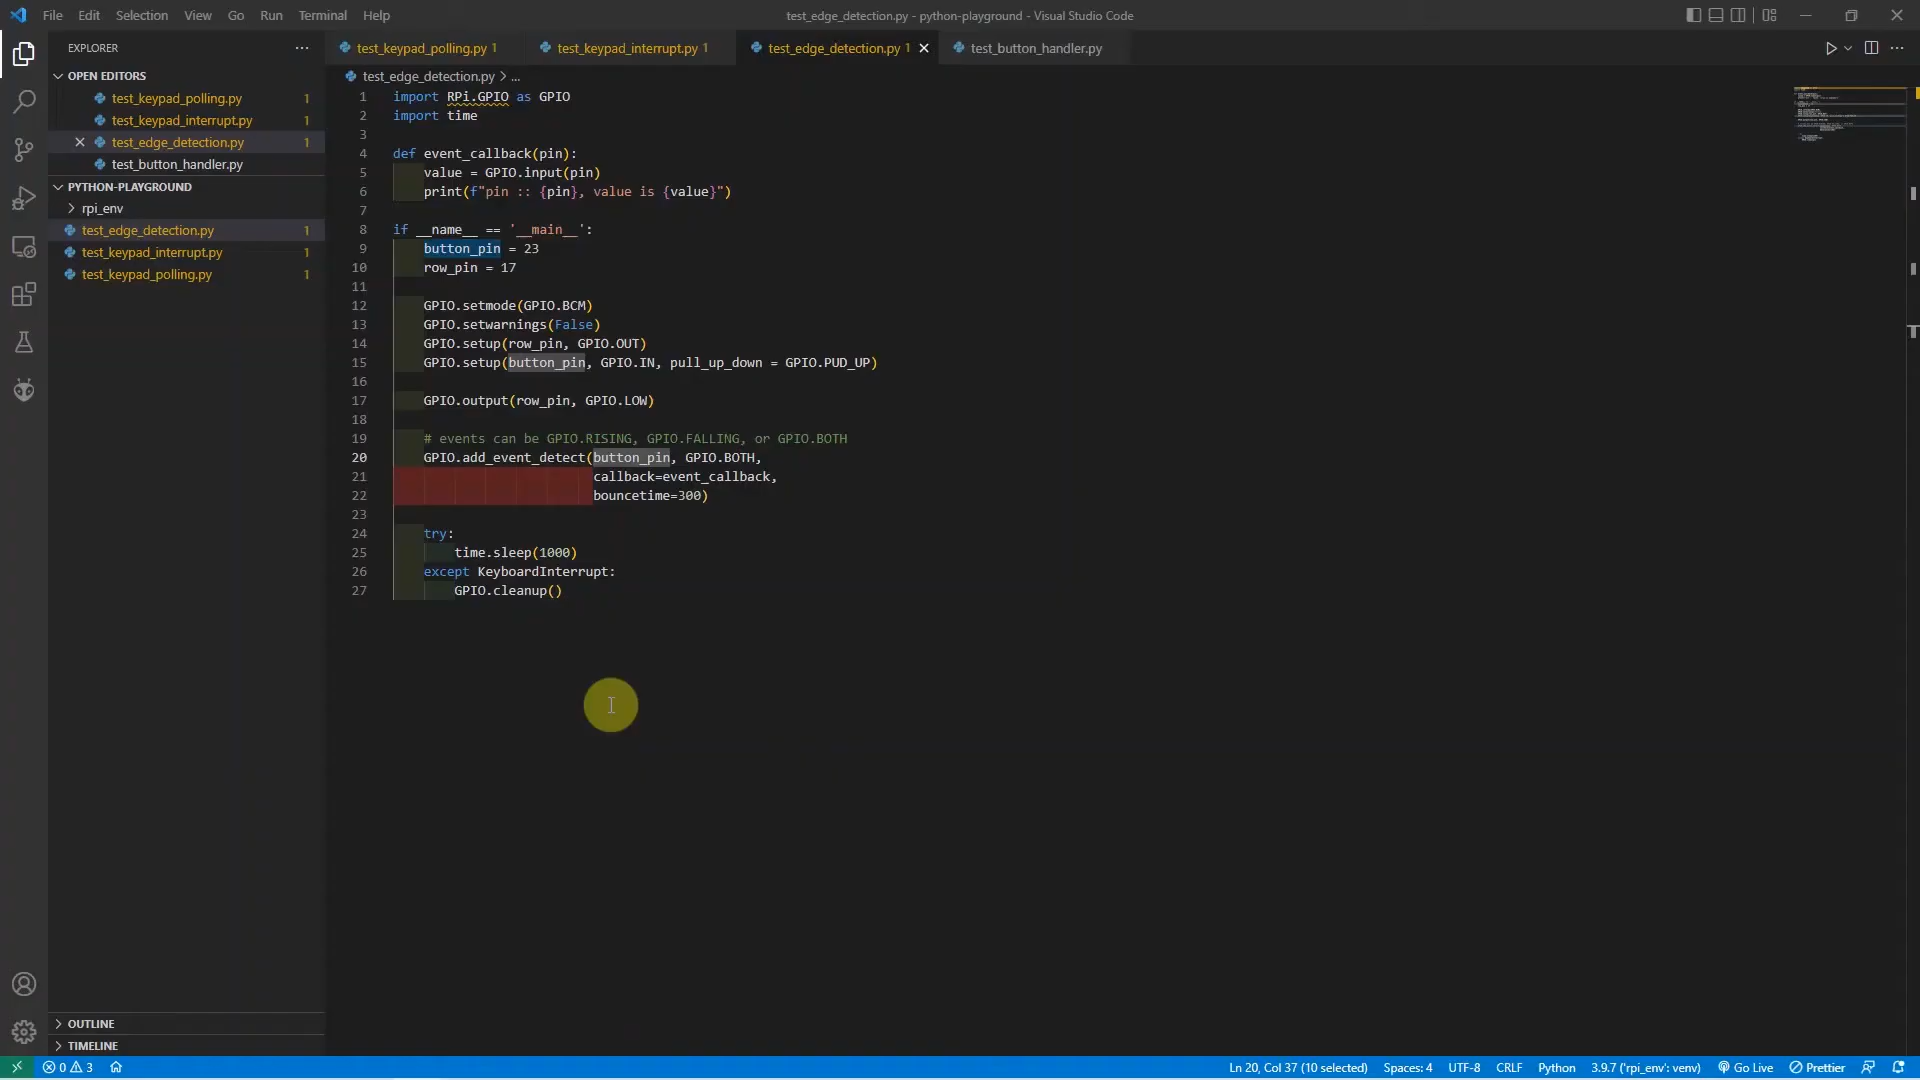 File Edit Selection View Go Run Terminal Help
test_edge_detection.py - python-playground - Visual Studio Code
EXPLORER
OPEN EDITORS
test_keypad_polling.py 1
test_keypad_interrupt.py 1
test_edge_detection.py 1
test_button_handler.py
PYTHON-PLAYGROUND
rpi_env
test_edge_detection.py 1
test_keypad_interrupt.py 1
test_keypad_polling.py 1
OUTLINE
TIMELINE
test_keypad_polling.py 1
test_keypad_interrupt.py 1
test_edge_detection.py 1
test_button_handler.py
test_edge_detection.py > ...
1 import RPi.GPIO as GPIO
2 import time
3
4 def event_callback(pin):
5 value = GPIO.input(pin)
6 print(f"pin :: {pin}, value is {value}")
7
8 if __name__ == '__main__':
9 button_pin = 23
10 row_pin = 17
11
12 GPIO.setmode(GPIO.BCM)
13 GPIO.setwarnings(False)
14 GPIO.setup(row_pin, GPIO.OUT)
15 GPIO.setup(button_pin, GPIO.IN, pull_up_down = GPIO.PUD_UP)
16
17 GPIO.output(row_pin, GPIO.LOW)
18
19 # events can be GPIO.RISING, GPIO.FALLING, or GPIO.BOTH
20 GPIO.add_event_detect(button_pin, GPIO.BOTH,
21 callback=event_callback,
22 bouncetime=300)
23
24 try:
25 time.sleep(1000)
26 except KeyboardInterrupt:
27 GPIO.cleanup()
0 3
Ln 20, Col 37 (10 selected) Spaces: 4 UTF-8 CRLF Python 3.9.7 ('rpi_env': venv) Go Live Prettier